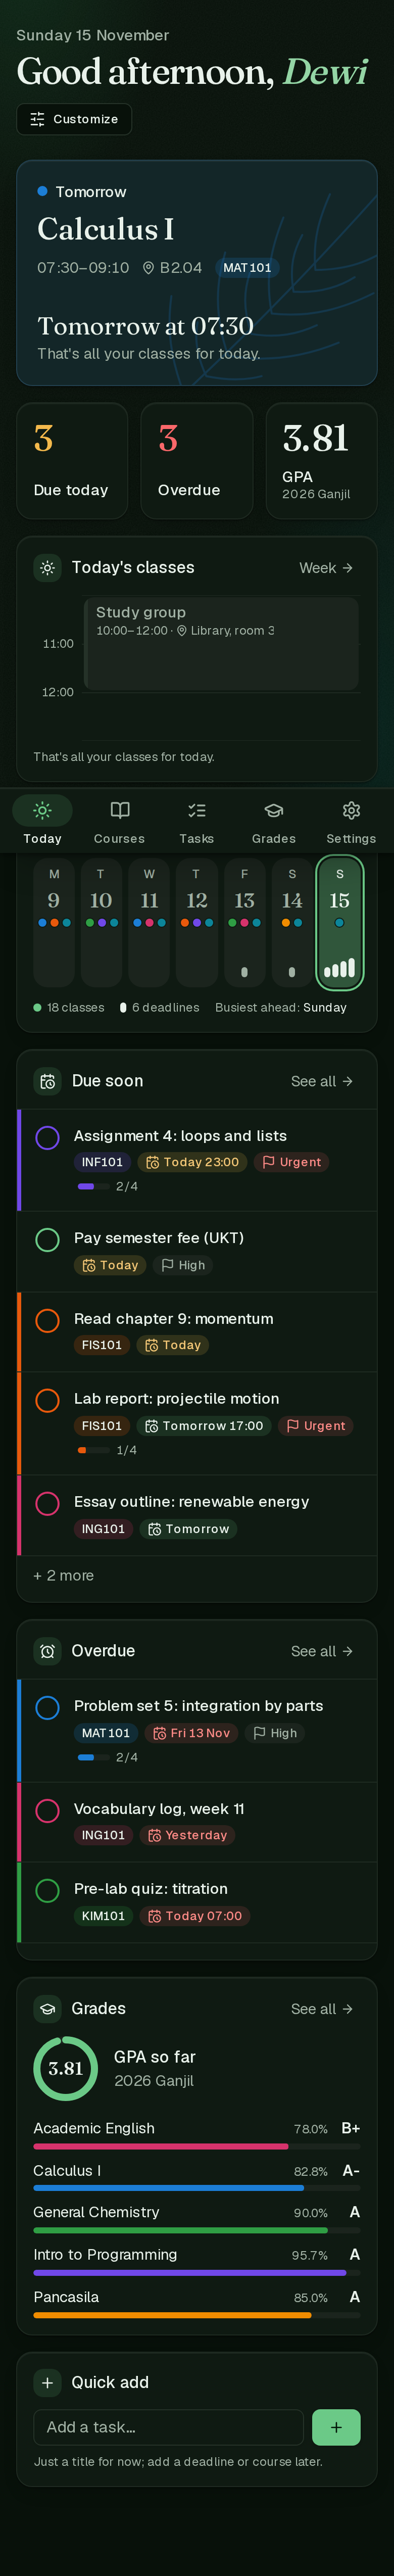 Sunday 15 November
Good afternoon, Dewi
Customize
Tomorrow
Calculus I
07:30–09:10 B2.04 MAT101
Tomorrow at 07:30
That's all your classes for today.
3
Due today
3
Overdue
3.81
GPA
2026 Ganjil
Today's classes
Week →
Study group
10:00–12:00 · Library, room 3
11:00
12:00
That's all your classes for today.
Today
Courses
Tasks
Grades
Settings
M T W T F S S
9 10 11 12 13 14 15
18 classes 6 deadlines Busiest ahead: Sunday
Due soon
See all →
Assignment 4: loops and lists
INF101 Today 23:00 Urgent
2/4
Pay semester fee (UKT)
Today High
Read chapter 9: momentum
FIS101 Today
Lab report: projectile motion
FIS101 Tomorrow 17:00 Urgent
1/4
Essay outline: renewable energy
ING101 Tomorrow
+ 2 more
Overdue
See all →
Problem set 5: integration by parts
MAT101 Fri 13 Nov High
2/4
Vocabulary log, week 11
ING101 Yesterday
Pre-lab quiz: titration
KIM101 Today 07:00
Grades
See all →
3.81
GPA so far
2026 Ganjil
Academic English 78.0% B+
Calculus I 82.8% A-
General Chemistry 90.0% A
Intro to Programming 95.7% A
Pancasila 85.0% A
Quick add
Add a task...
+
Just a title for now; add a deadline or course later.